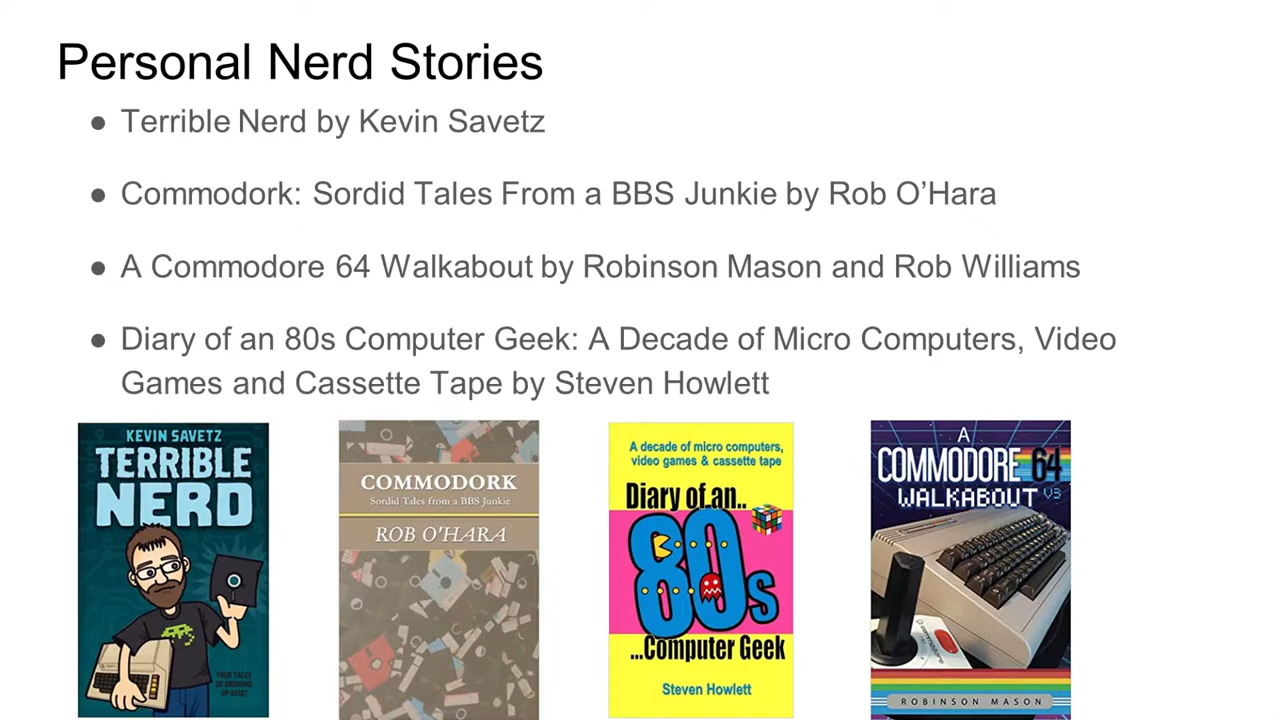 Personal Nerd Stories
● Terrible Nerd by Kevin Savetz
● Commodork: Sordid Tales From a BBS Junkie by Rob O’Hara
● A Commodore 64 Walkabout by Robinson Mason and Rob Williams
● Diary of an 80s Computer Geek: A Decade of Micro Computers, Video
Games and Cassette Tape by Steven Howlett
KEVIN SAVETZ
TERRIBLE
NERD
TRUE TALES
OF GROWING
UP GEEK!
COMMODORK
Sordid Tales from a BBS Junkie
ROB O'HARA
A decade of micro computers,
video games & cassette tape
Diary of an..
80s
...Computer Geek
Steven Howlett
A
COMMODORE 64
WALKABOUT V3
ROBINSON MASON